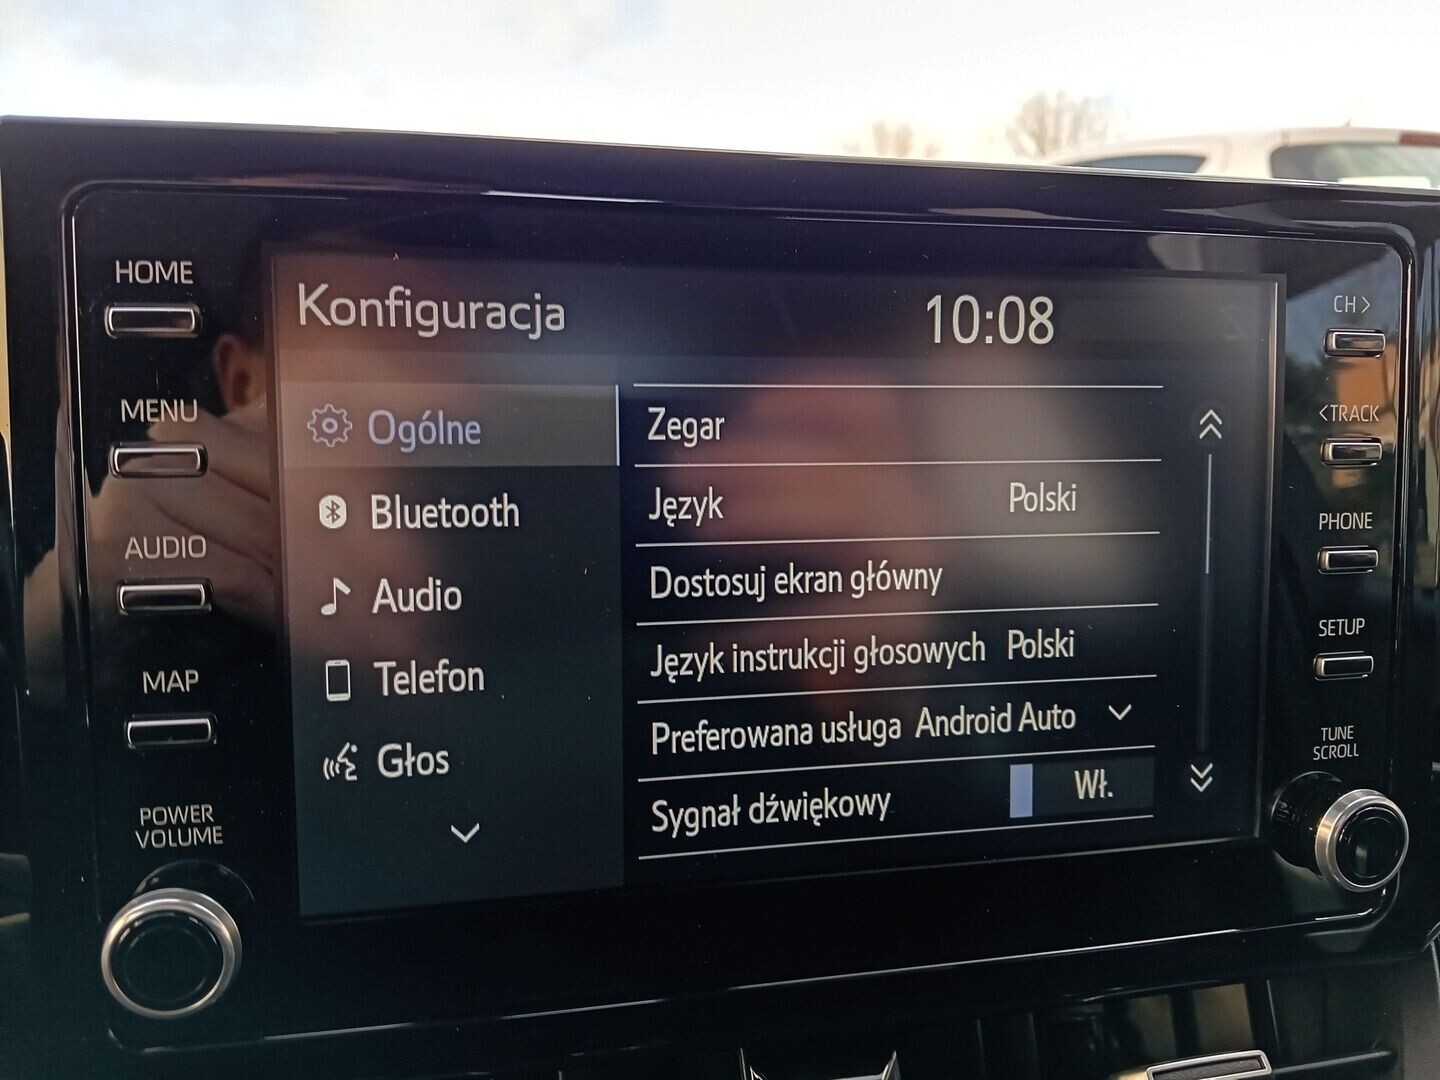 HOME
MENU
AUDIO
MAP
POWER
VOLUME
Konfiguracja 10:08
Ogólne
Bluetooth
Audio
Telefon
Głos
Zegar
Język Polski
Dostosuj ekran główny
Język instrukcji głosowych Polski
Preferowana usługa Android Auto
Sygnał dźwiękowy Wł.
CH >
< TRACK
PHONE
SETUP
TUNE
SCROLL